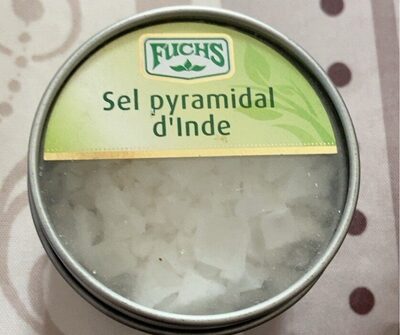 FUCHS
Sel pyramidal
d'Inde